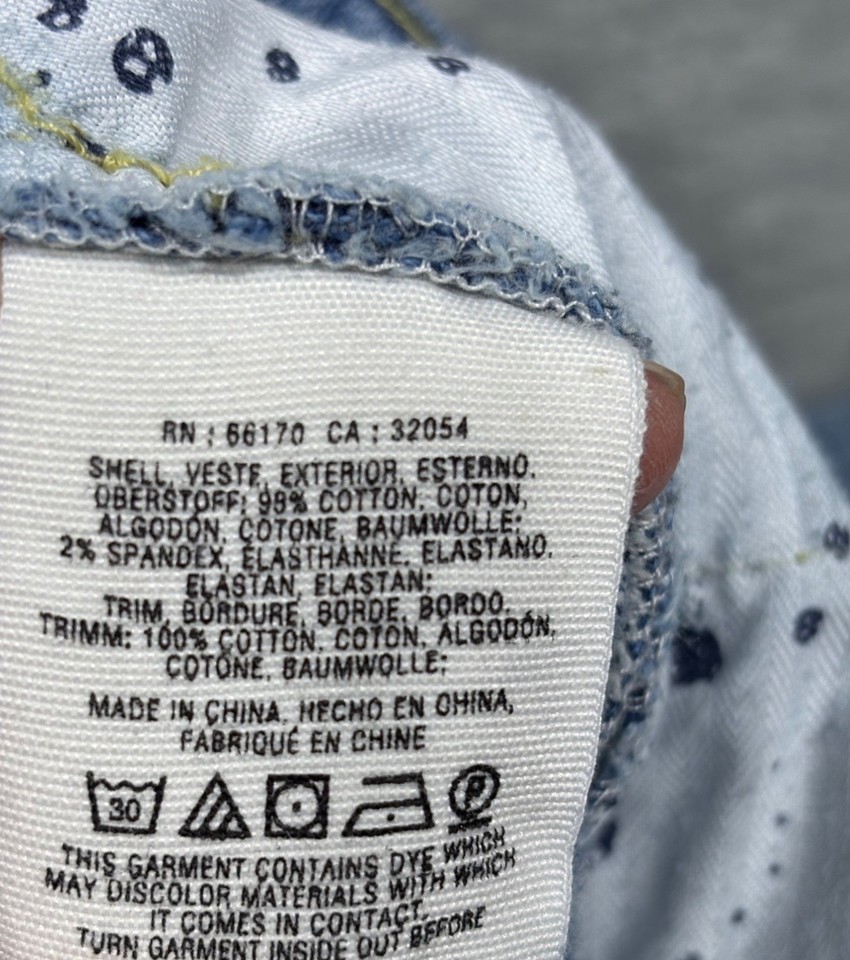 RN : 66170 CA : 32054
SHELL, VESTE, EXTERIOR, ESTERNO,
OBERSTOFF: 98% COTTON, COTON,
ALGODÓN, COTONE, BAUMWOLLE;
2% SPANDEX, ÉLASTHANNE, ELASTANO,
ELASTAN, ELASTAN;
TRIM, BORDURE, BORDE, BORDO,
TRIMM: 100% COTTON, COTON, ALGODÓN,
COTONE, BAUMWOLLE;
MADE IN CHINA, HECHO EN CHINA,
FABRIQUÉ EN CHINE
30 P
THIS GARMENT CONTAINS DYE WHICH
MAY DISCOLOR MATERIALS WITH WHICH
IT COMES IN CONTACT.
TURN GARMENT INSIDE OUT BEFORE